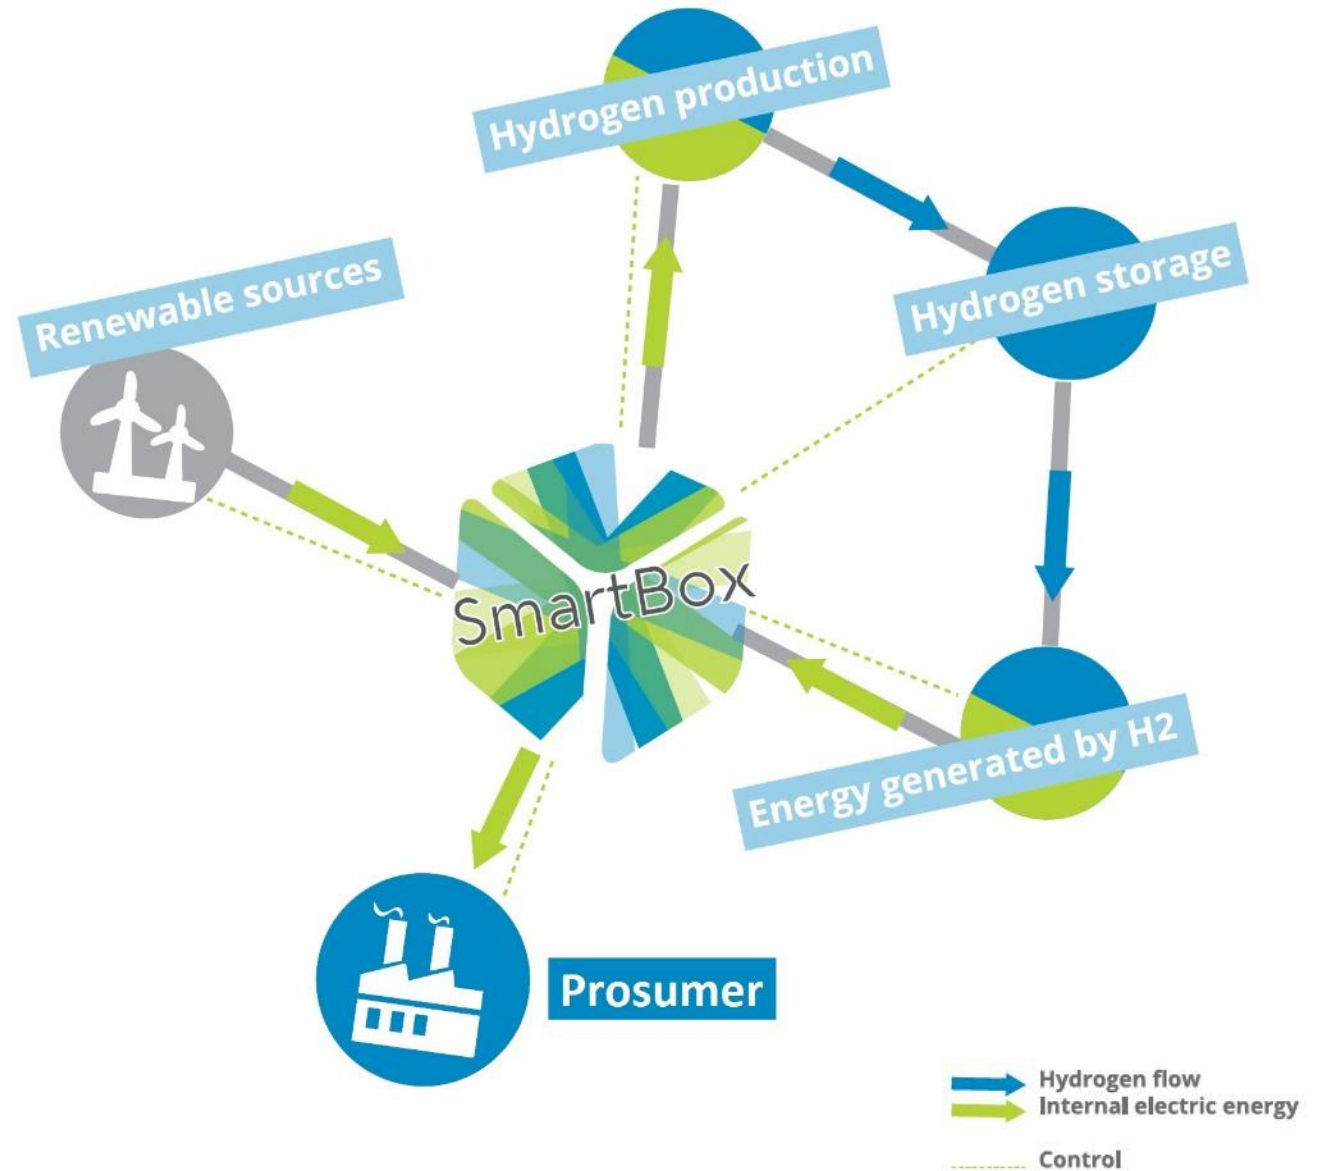 Hydrogen production
Renewable sources
Hydrogen storage
SmartBox
Energy generated by H2
Prosumer
Hydrogen flow
Internal electric energy
Control